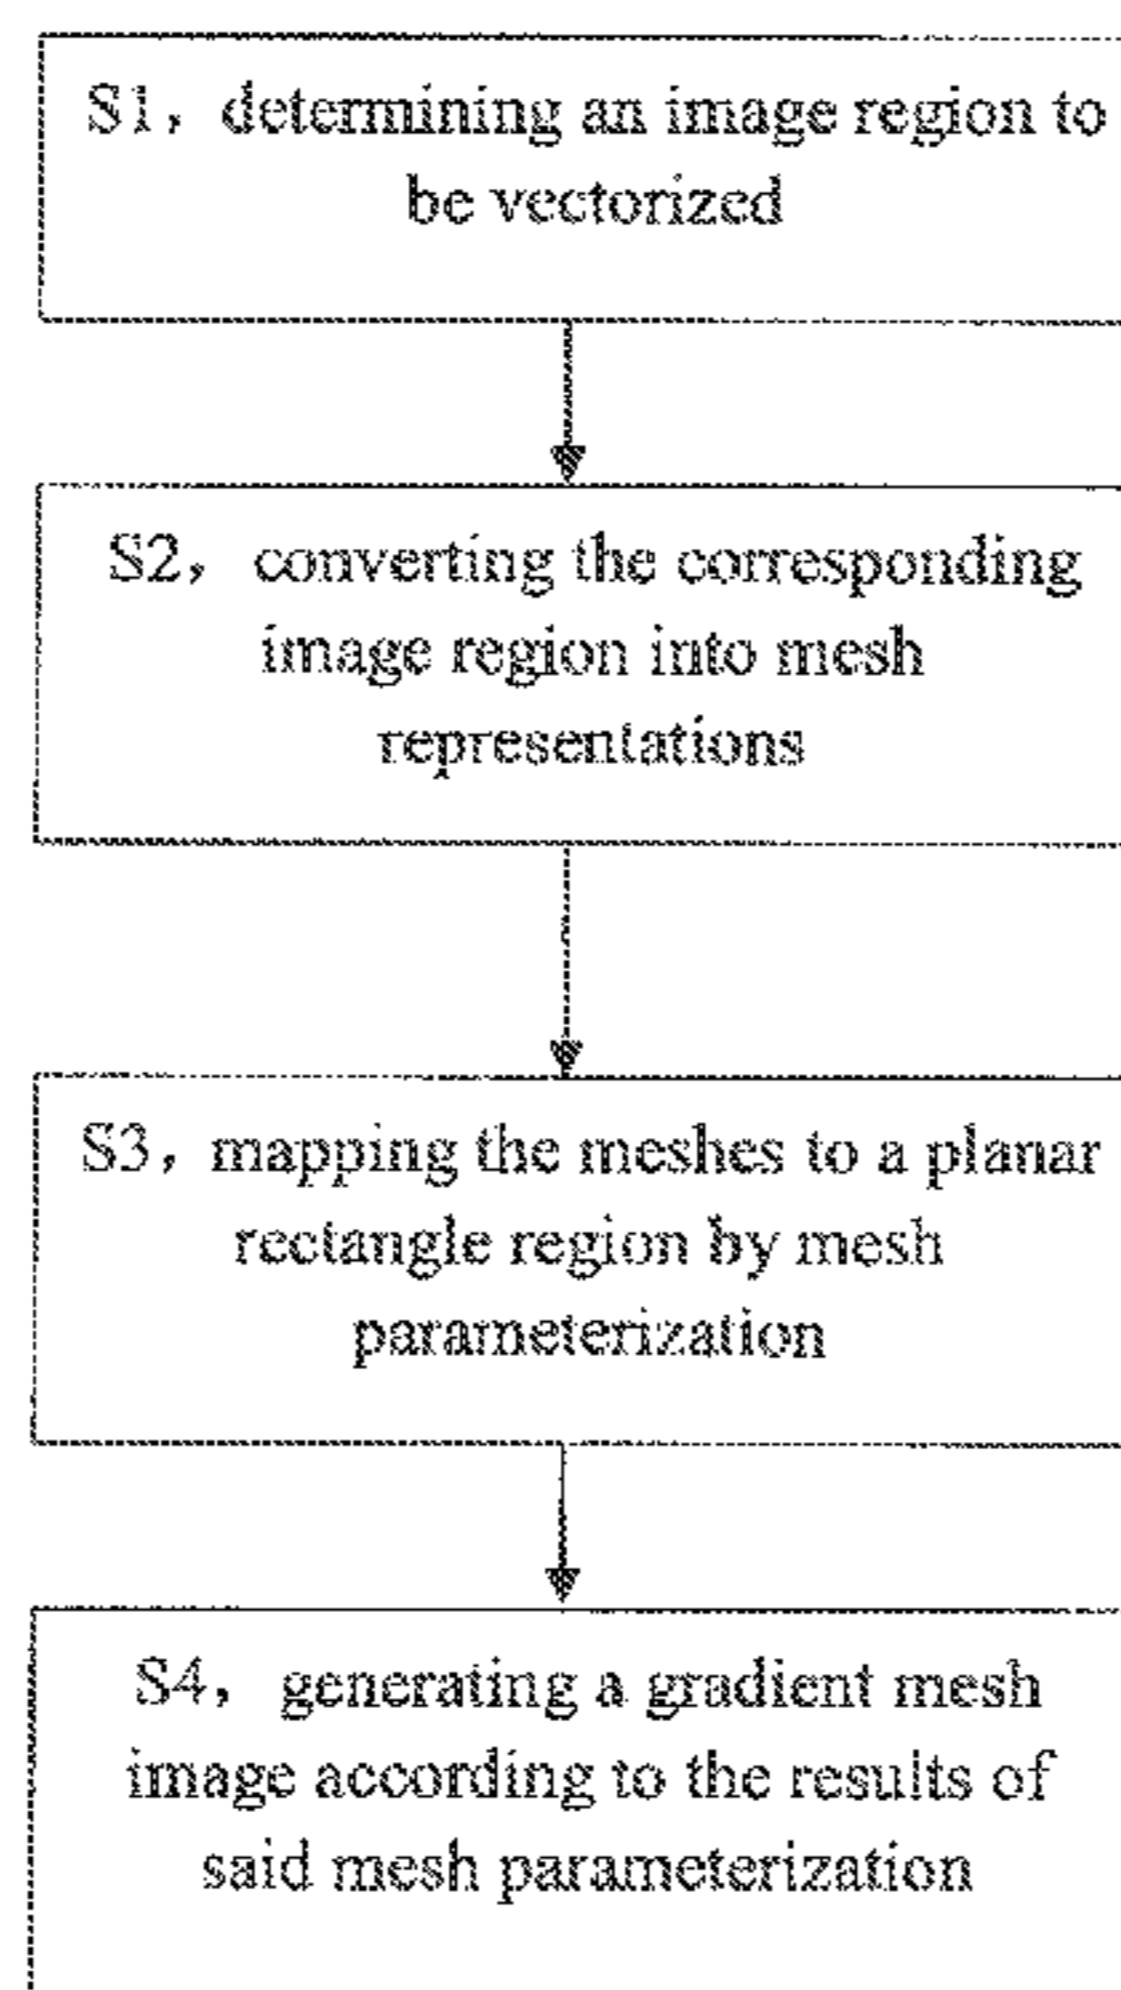 S1, determining an image region to
be vectorized
S2, converting the corresponding
image region into mesh
representations
S3, mapping the meshes to a planar
rectangle region by mesh
parameterization
S4, generating a gradient mesh
image according to the results of
said mesh parameterization